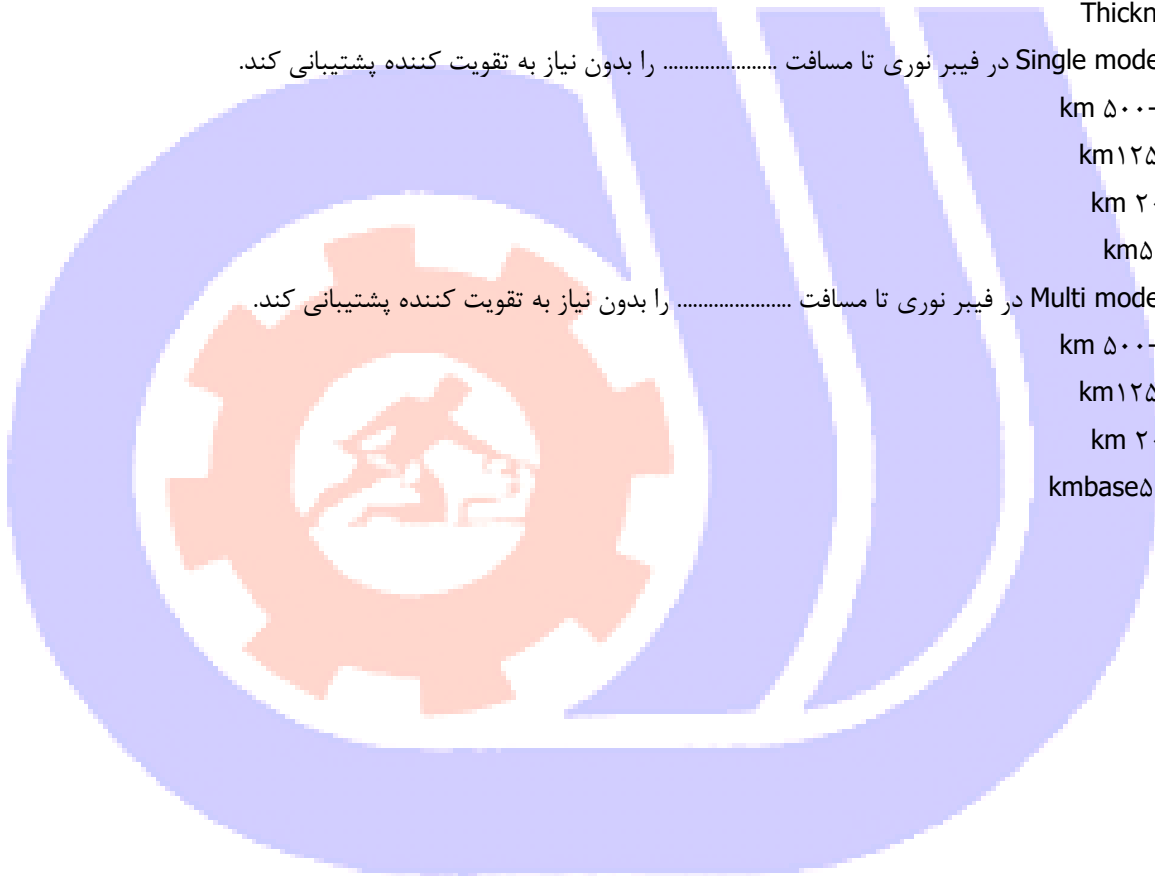 Thickn
Single mode در فیبر نوری تا مسافت ..................... را بدون نیاز به تقویت کننده پشتیبانی کند.
km ۵۰۰-
km۱۲۵
km ۲۰
km۵
Multi mode در فیبر نوری تا مسافت ..................... را بدون نیاز به تقویت کننده پشتیبانی کند.
km ۵۰۰-
km۱۲۵
km ۲۰
kmbase۵